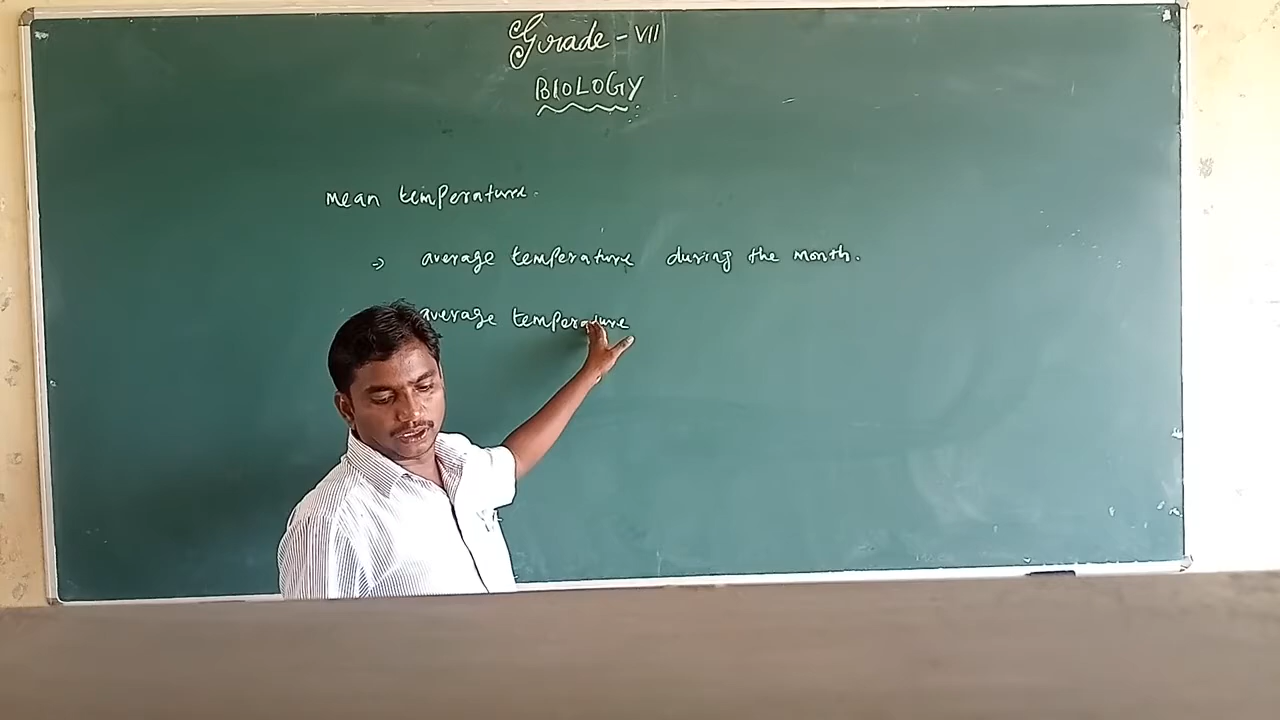 Grade - VII
BIOLOGY
mean temperature.
→ average temperature during the month.
average temperature